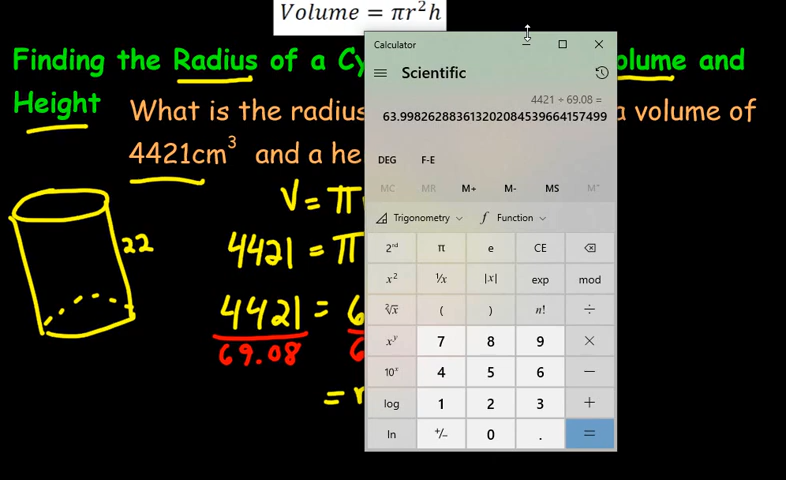 Volume = πr²h
Finding the Radius of a Cy olume and
Height What is the radius a volume of
4421cm³ and a he
22
V = π
4421 = π
4421 = 6
69.08 6
= r
Calculator
Scientific
4421 ÷ 69.08 =
63.998262883613202084539664157499
DEG F-E
MC MR M+ M- MS M˅
Trigonometry Function
2ⁿᵈ π e CE
x² ¹/x |x| exp mod
²√x ( ) n! ÷
xʸ 7 8 9 ×
10ˣ 4 5 6 −
log 1 2 3 +
ln +/− 0 . =